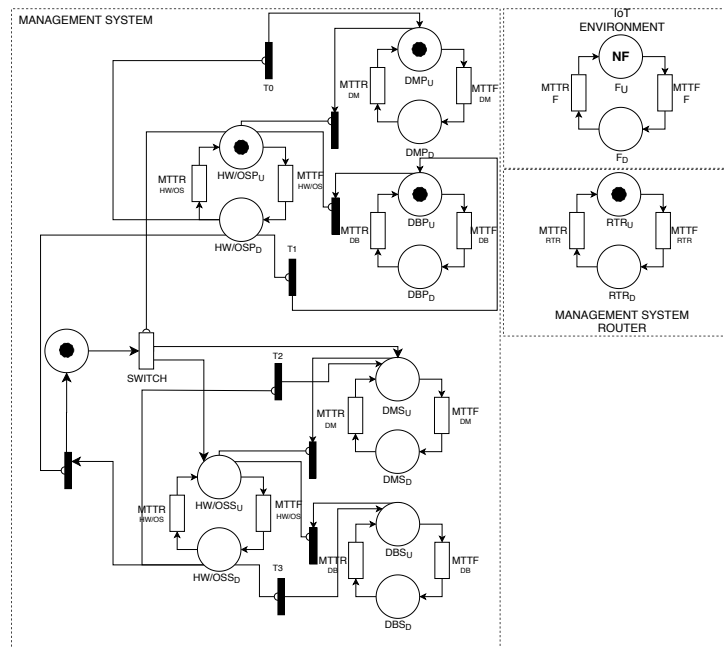 MANAGEMENT SYSTEM
IoT
ENVIRONMENT
T0
MTTR
DM
DMPU
MTTF
DM
DMPD
MTTR
F
NF
FU
MTTF
F
FD
MTTR
HW/OS
HW/OSPU
MTTF
HW/OS
HW/OSPD
MTTR
DB
DBPU
MTTF
DB
DBPD
T1
MTTR
RTR
RTRU
MTTF
RTR
RTRD
MANAGEMENT SYSTEM
ROUTER
SWITCH
T2
MTTR
DM
DMSU
MTTF
DM
DMSD
MTTR
HW/OS
HW/OSSU
MTTF
HW/OS
HW/OSSD
T3
MTTR
DB
DBSU
MTTF
DB
DBSD